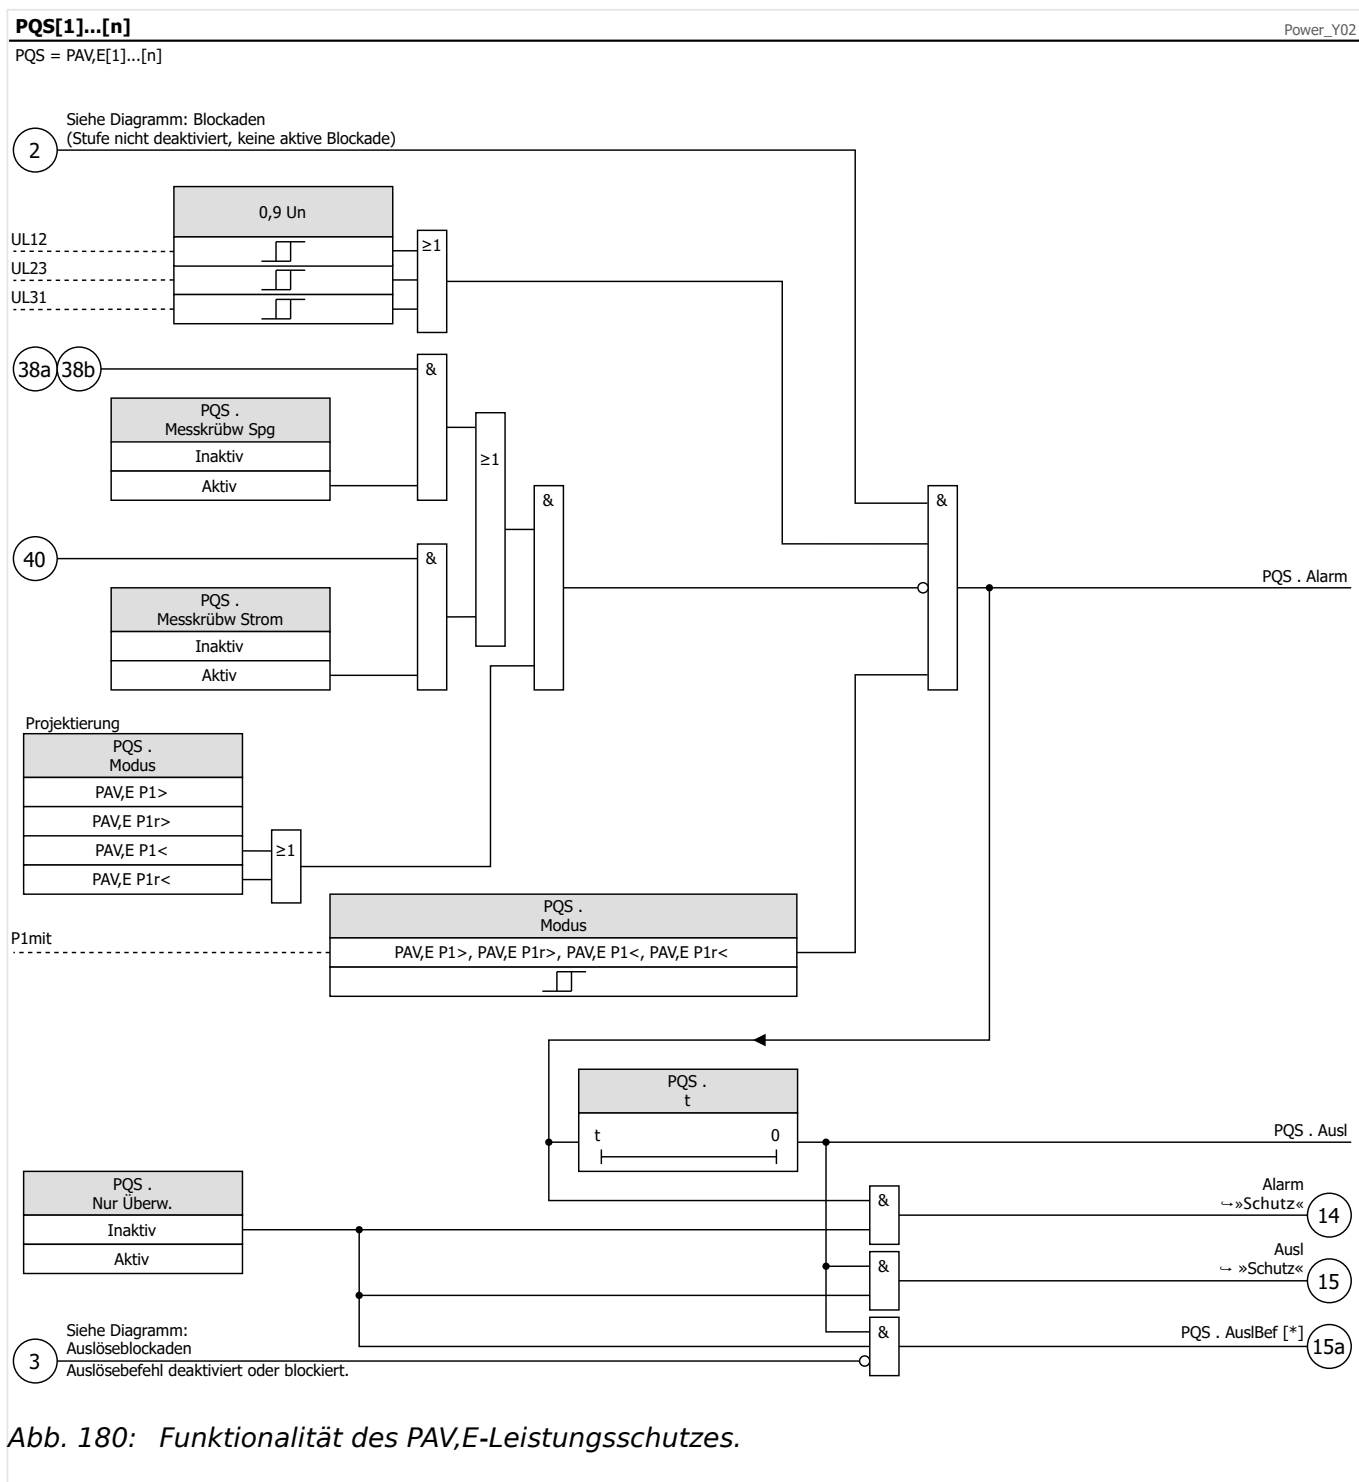 PQS[1]...[n]
Power_Y02
PQS = PAV,E[1]...[n]
Siehe Diagramm: Blockaden
(Stufe nicht deaktiviert, keine aktive Blockade)
2
0,9 Un
UL12
UL23
UL31
≥1
38a 38b
&
PQS .
Messkrübw Spg
Inaktiv
Aktiv
≥1
&
&
40
&
PQS .
Messkrübw Strom
Inaktiv
Aktiv
PQS . Alarm
Projektierung
PQS .
Modus
PAV,E P1>
PAV,E P1r>
PAV,E P1<
PAV,E P1r<
≥1
P1mit
PQS .
Modus
PAV,E P1>, PAV,E P1r>, PAV,E P1<, PAV,E P1r<
PQS .
t
t 0
PQS . Ausl
PQS .
Nur Überw.
Inaktiv
Aktiv
&
Alarm
↪»Schutz«
14
&
Ausl
↪ »Schutz«
15
&
PQS . AuslBef [*]
15a
Siehe Diagramm:
Auslöseblockaden
3
Auslösebefehl deaktiviert oder blockiert.
Abb. 180: Funktionalität des PAV,E-Leistungsschutzes.